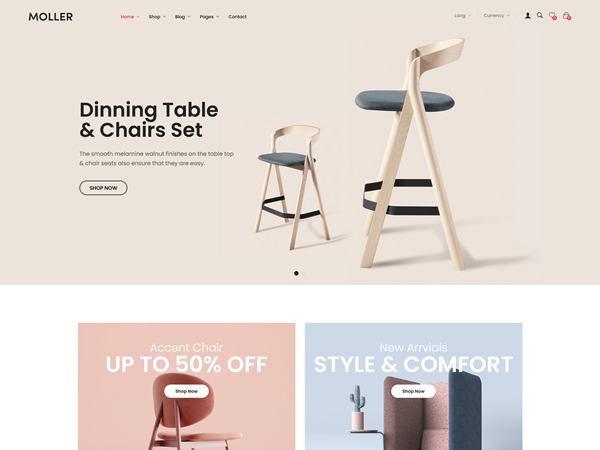 MOLLER
Home Shop Blog Pages Contact
Lang Currency
Dinning Table
& Chairs Set
The smooth melamine walnut finishes on the table top
& chair seats also ensure that they are easy.
SHOP NOW
Accent Chair
UP TO 50% OFF
Shop Now
New Arrvials
STYLE & COMFORT
Shop Now